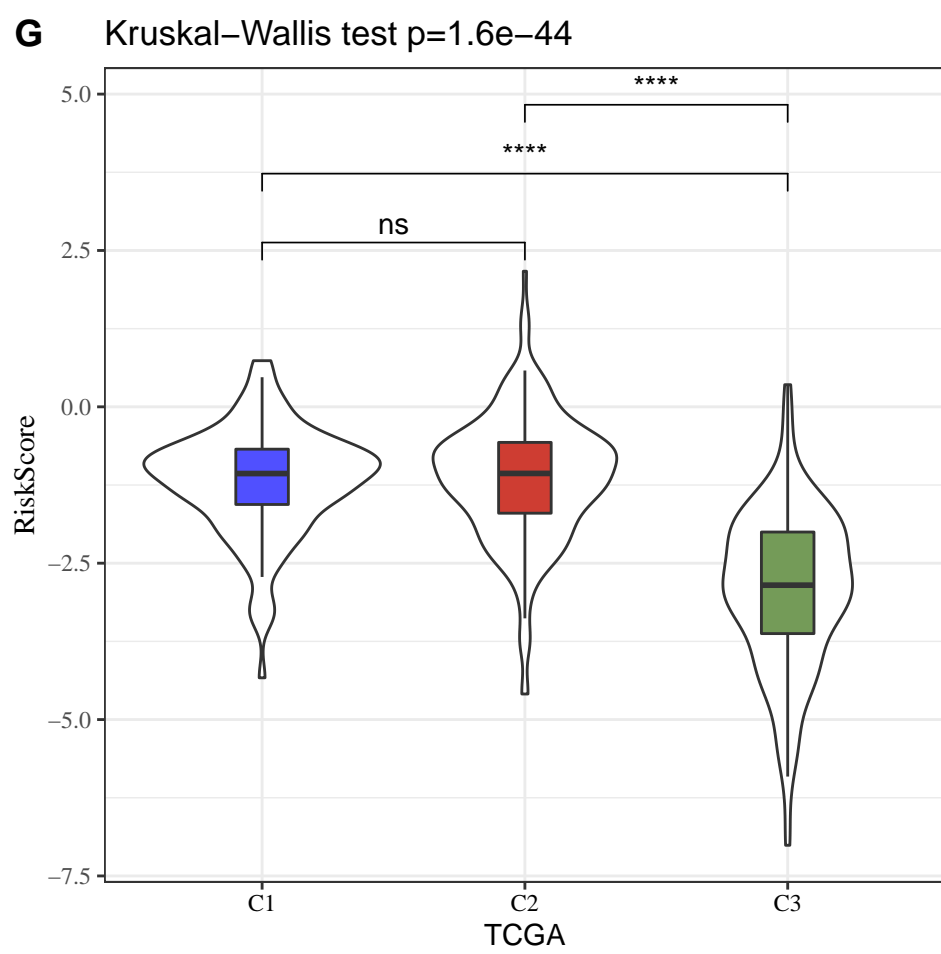 G Kruskal–Wallis test p=1.6e–44
5.0
****
****
ns
2.5
0.0
RiskScore
–2.5
–5.0
–7.5
C1 C2 C3
TCGA